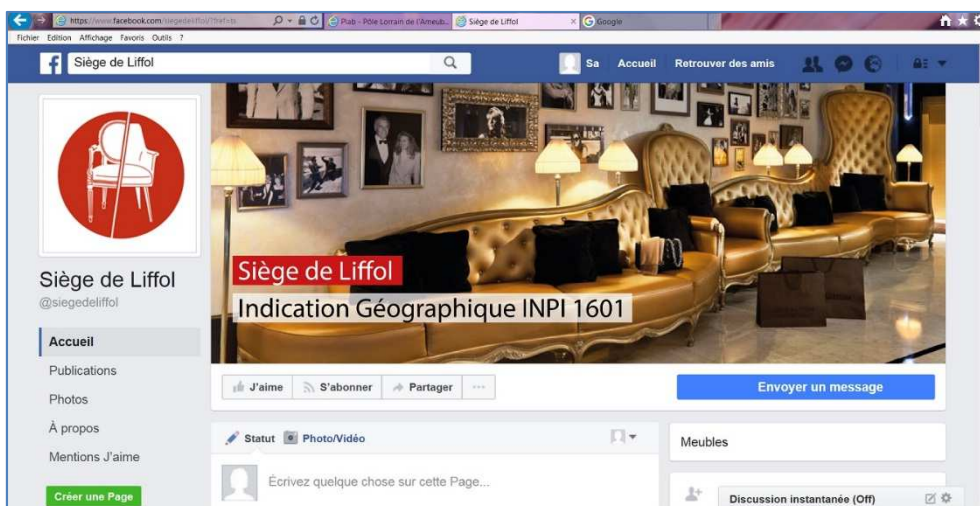 https://www.facebook.com/siegedeliffol/?fref=ts
Plab - Pôle Lorrain de l'Ameub...
Siège de Liffol
Google
Fichier Edition Affichage Favoris Outils ?
Siège de Liffol
Sa Accueil Retrouver des amis
Siège de Liffol
Indication Géographique INPI 1601
Siège de Liffol
@siegedeliffol
Accueil
Publications
Photos
À propos
Mentions J'aime
Créer une Page
J'aime S'abonner Partager ...
Envoyer un message
Statut Photo/Vidéo
Écrivez quelque chose sur cette Page...
Meubles
Discussion instantanée (Off)